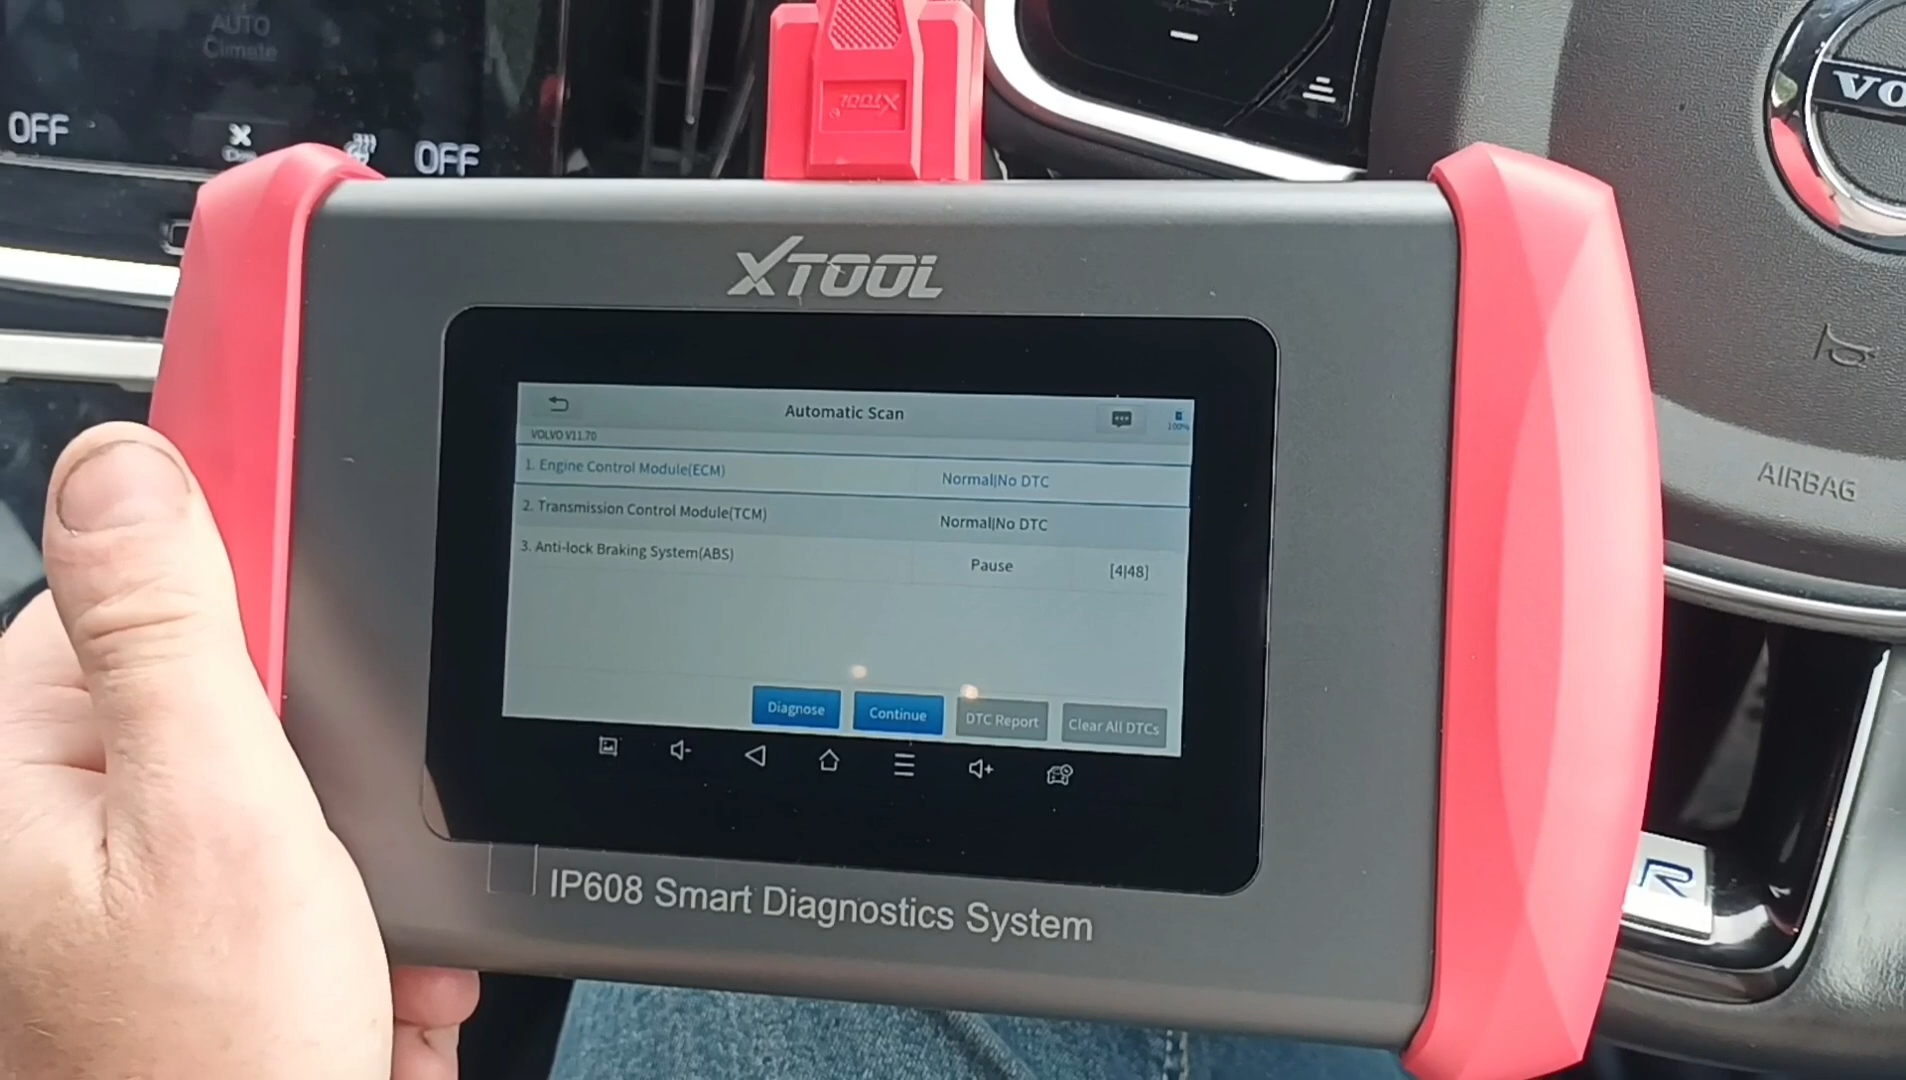 AUTO
Climate
OFF
OFF
XTOOL
VO
XTOOL
Automatic Scan
100%
VOLVO V11.70
1. Engine Control Module(ECM) Normal|No DTC
2. Transmission Control Module(TCM) Normal|No DTC
3. Anti-lock Braking System(ABS) Pause [4|48]
Diagnose Continue DTC Report Clear All DTCs
AIRBAG
R
IP608 Smart Diagnostics System